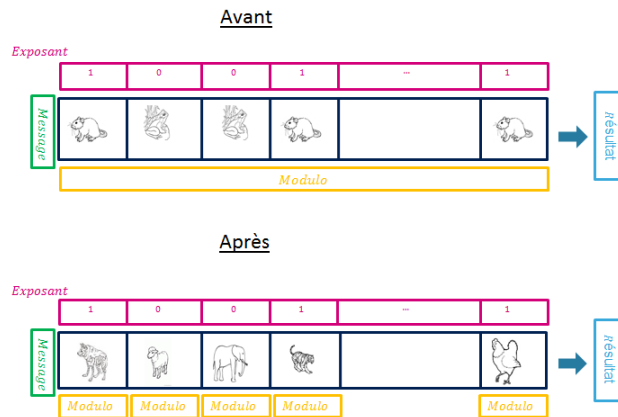 Avant
Exposant
1 0 0 1 ... 1
Message
Résultat
Modulo
Après
Exposant
1 0 0 1 ... 1
Message
Résultat
Modulo Modulo Modulo Modulo Modulo